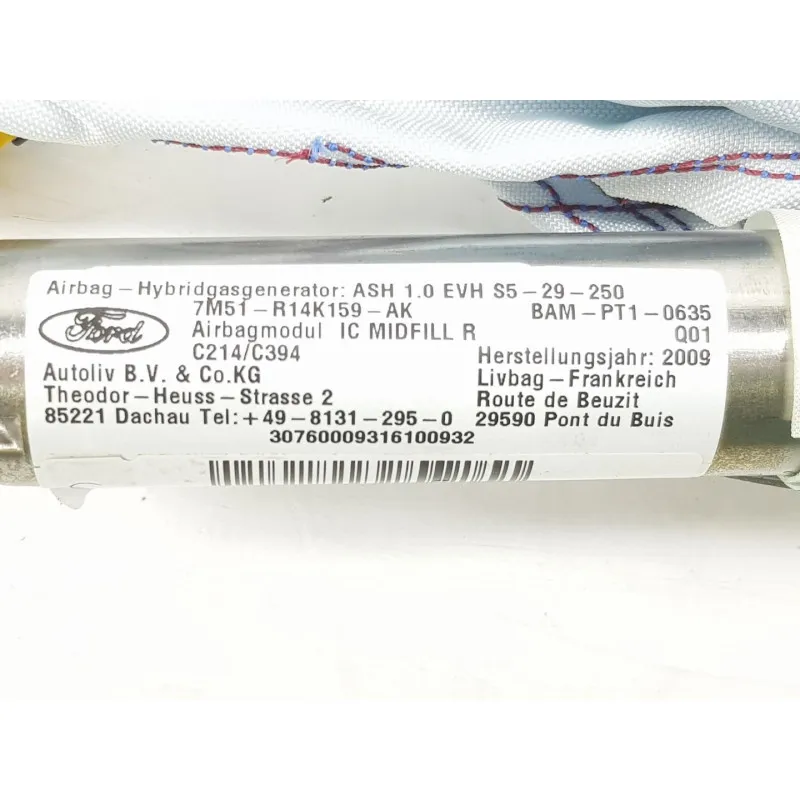 Airbag-Hybridgasgenerator: ASH 1.0 EVH S5-29-250
Ford 7M51-R14K159-AK BAM-PT1-0635
Airbagmodul IC MIDFILL R Q01
C214/C394 Herstellungsjahr: 2009
Autoliv B.V. & Co.KG Livbag-Frankreich
Theodor-Heuss-Strasse 2 Route de Beuzit
85221 Dachau Tel:+49-8131-295-0 29590 Pont du Buis
30760009316100932